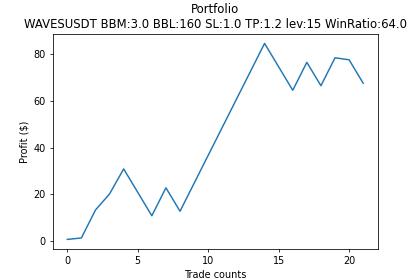 Portfolio
WAVESUSDT BBM:3.0 BBL:160 SL:1.0 TP:1.2 lev:15 WinRatio:64.0
80
60
40
20
0
Profit ($)
0 5 10 15 20
Trade counts